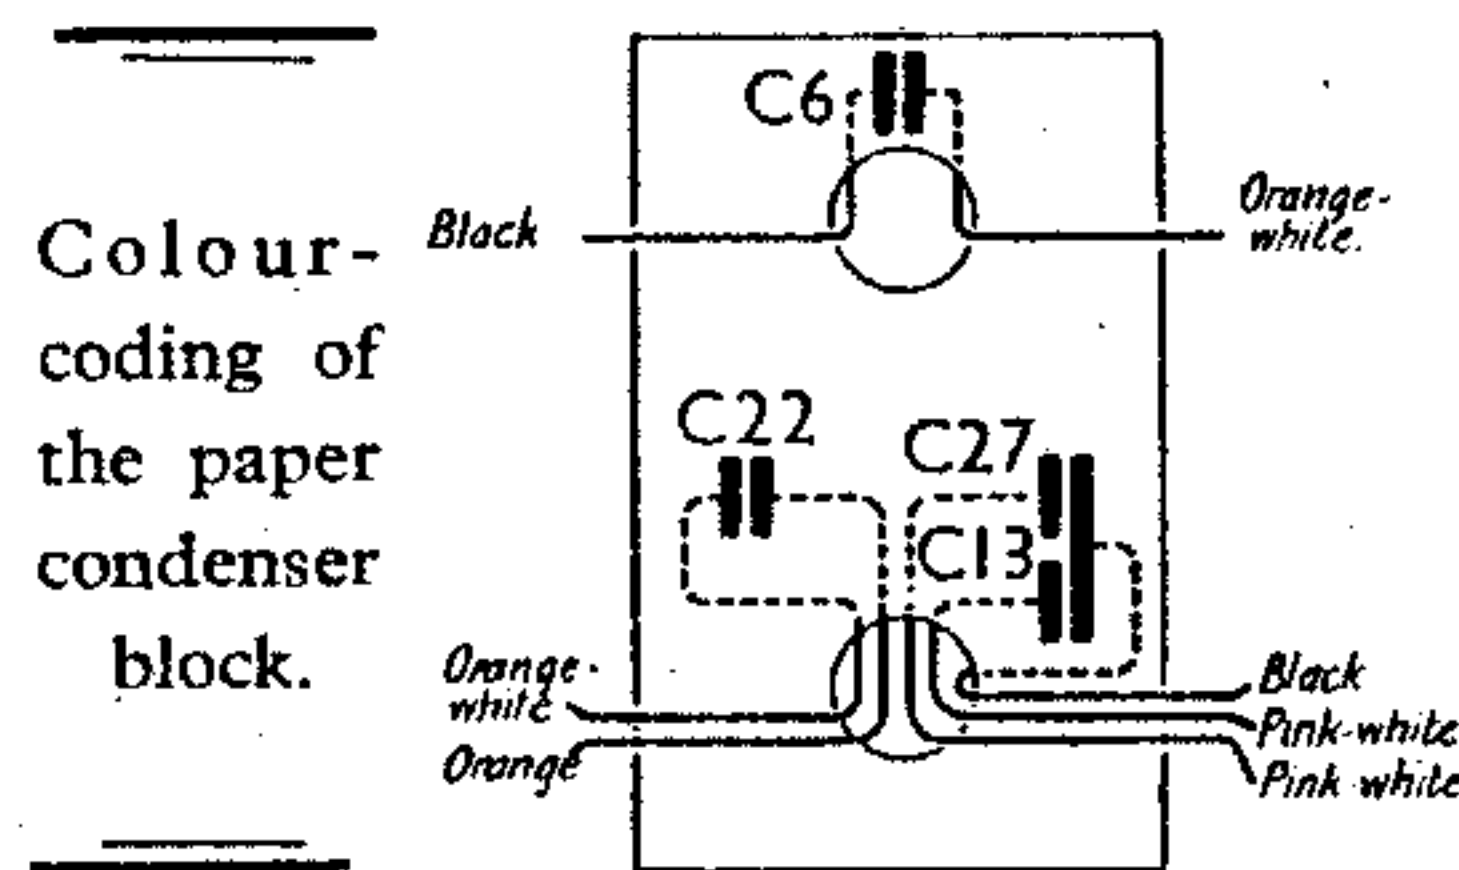 Colour-
coding of
the paper
condenser
block.
C6
Black
Orange-
white.
C22
C27
C13
Orange-
white
Orange
Black
Pink-white
Pink white